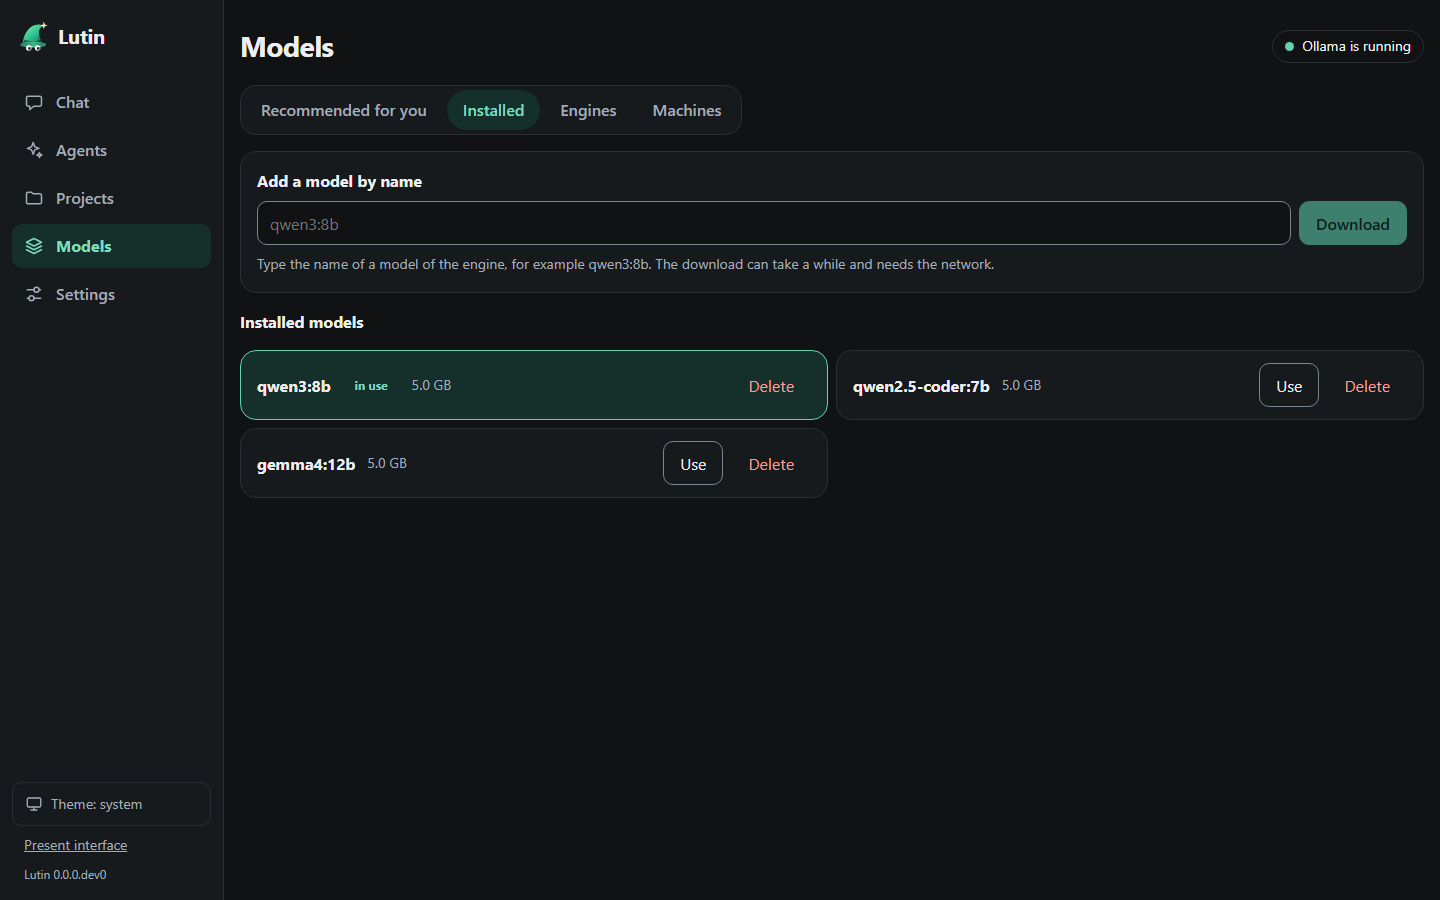 Lutin
Chat
Agents
Projects
Models
Settings
Theme: system
Present interface
Lutin 0.0.0.dev0
Models
Ollama is running
Recommended for you
Installed
Engines
Machines
Add a model by name
qwen3:8b
Download
Type the name of a model of the engine, for example qwen3:8b. The download can take a while and needs the network.
Installed models
qwen3:8b in use 5.0 GB Delete
qwen2.5-coder:7b 5.0 GB Use Delete
gemma4:12b 5.0 GB Use Delete